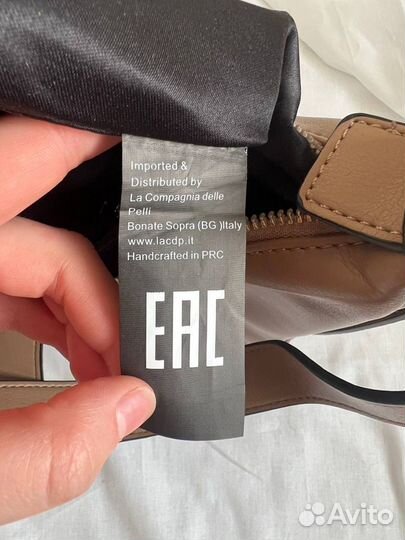 Imported &
Distributed by
La Compagnia delle
Pelli
Bonate Sopra (BG )Italy
www.lacdp.it
Handcrafted in PRC
EAC
Avito